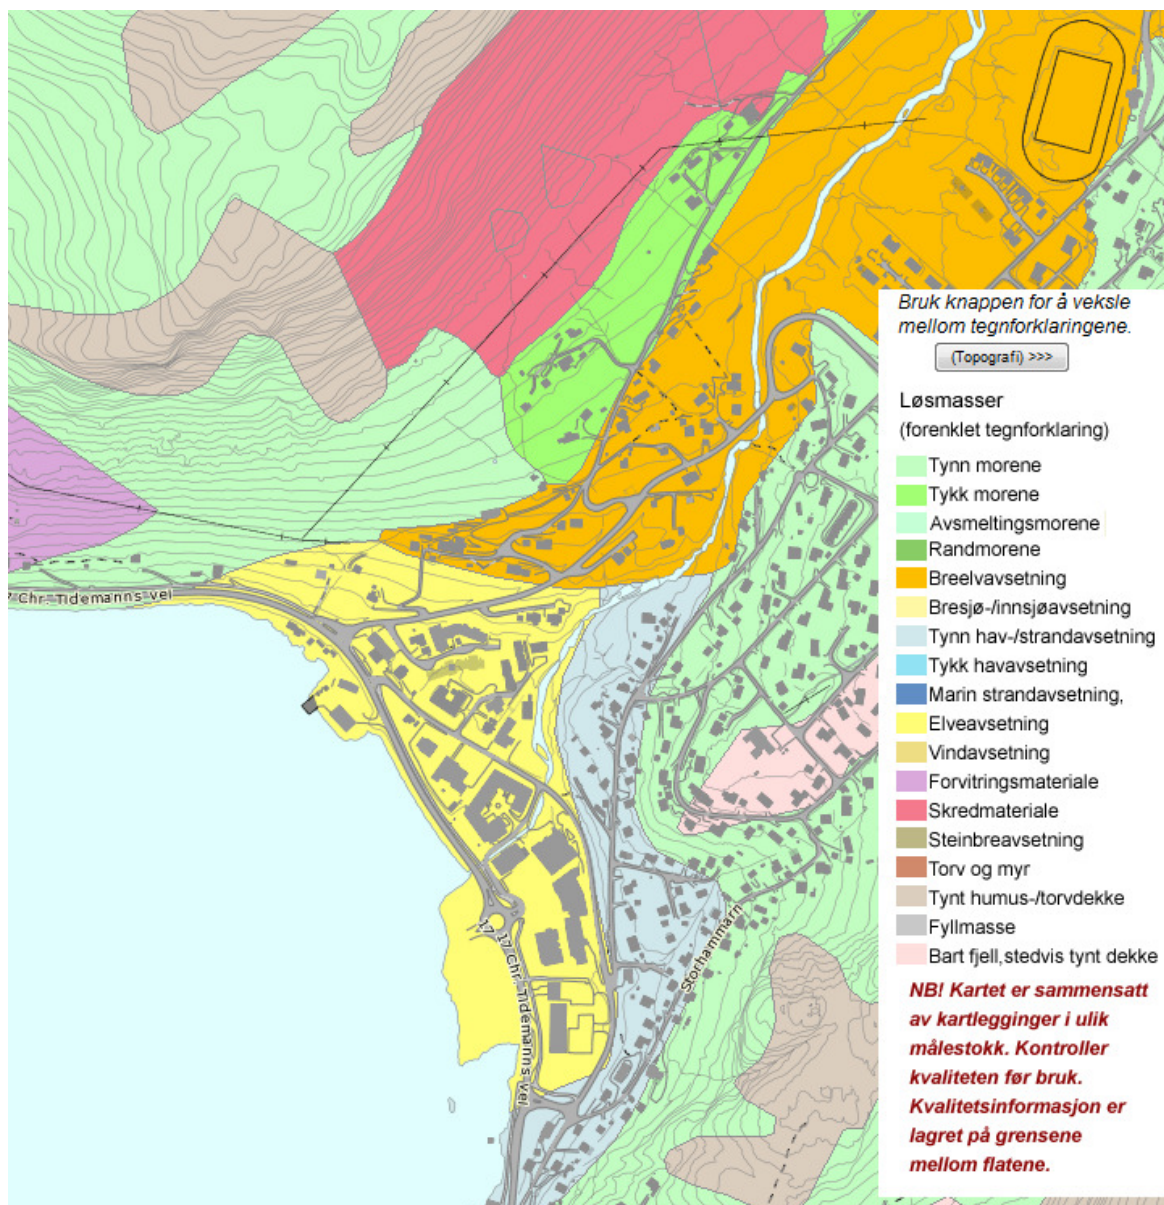 Bruk knappen for å veksle
mellom tegnforklaringene.
(Topografi) >>>
Løsmasser
(forenklet tegnforklaring)
Tynn morene
Tykk morene
Avsmeltingsmorene
Randmorene
Breelvavsetning
Bresjø-/innsjøavsetning
Tynn hav-/strandavsetning
Tykk havavsetning
Marin strandavsetning,
Elveavsetning
Vindavsetning
Forvitringsmateriale
Skredmateriale
Steinbreavsetning
Torv og myr
Tynt humus-/torvdekke
Fyllmasse
Bart fjell,stedvis tynt dekke
NB! Kartet er sammensatt
av kartlegginger i ulik
målestokk. Kontroller
kvaliteten før bruk.
Kvalitetsinformasjon er
lagret på grensene
mellom flatene.
7 Chr. Tidemanns vei
17
17 Chr. Tidemanns vei
Storhammarn